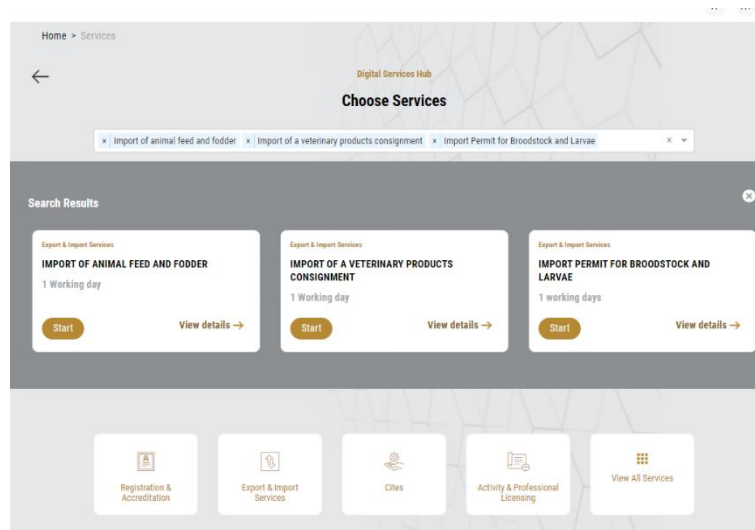 Home > Services
Digital Services Hub
Choose Services
× Import of animal feed and fodder × Import of a veterinary products consignment × Import Permit for Broodstock and Larvae ×
Search Results
Export & Import Services
IMPORT OF ANIMAL FEED AND FODDER
1 Working day
Start View details →
Export & Import Services
IMPORT OF A VETERINARY PRODUCTS
CONSIGNMENT
1 Working day
Start View details →
Export & Import Services
IMPORT PERMIT FOR BROODSTOCK AND
LARVAE
1 working days
Start View details →
Registration &
Accreditation
Export & Import
Services
Cites
Activity & Professional
Licensing
View All Services